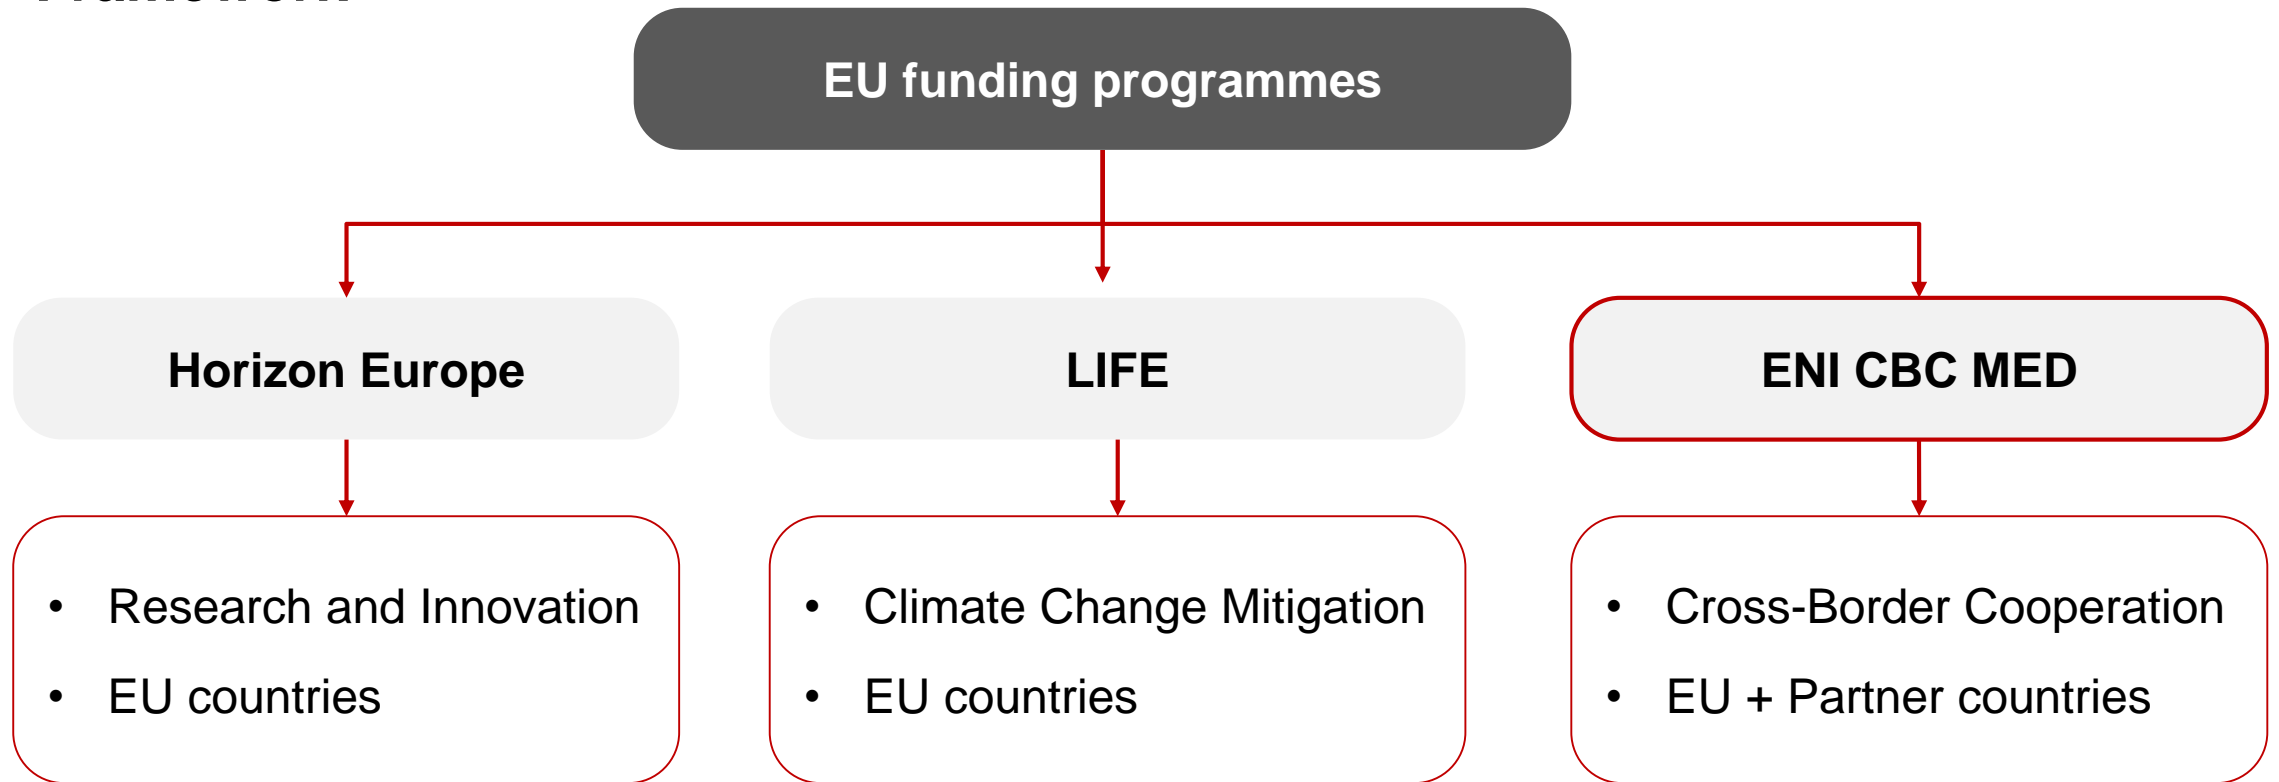 EU funding programmes
Horizon Europe
LIFE
ENI CBC MED
• Research and Innovation
• EU countries
• Climate Change Mitigation
• EU countries
• Cross-Border Cooperation
• EU + Partner countries